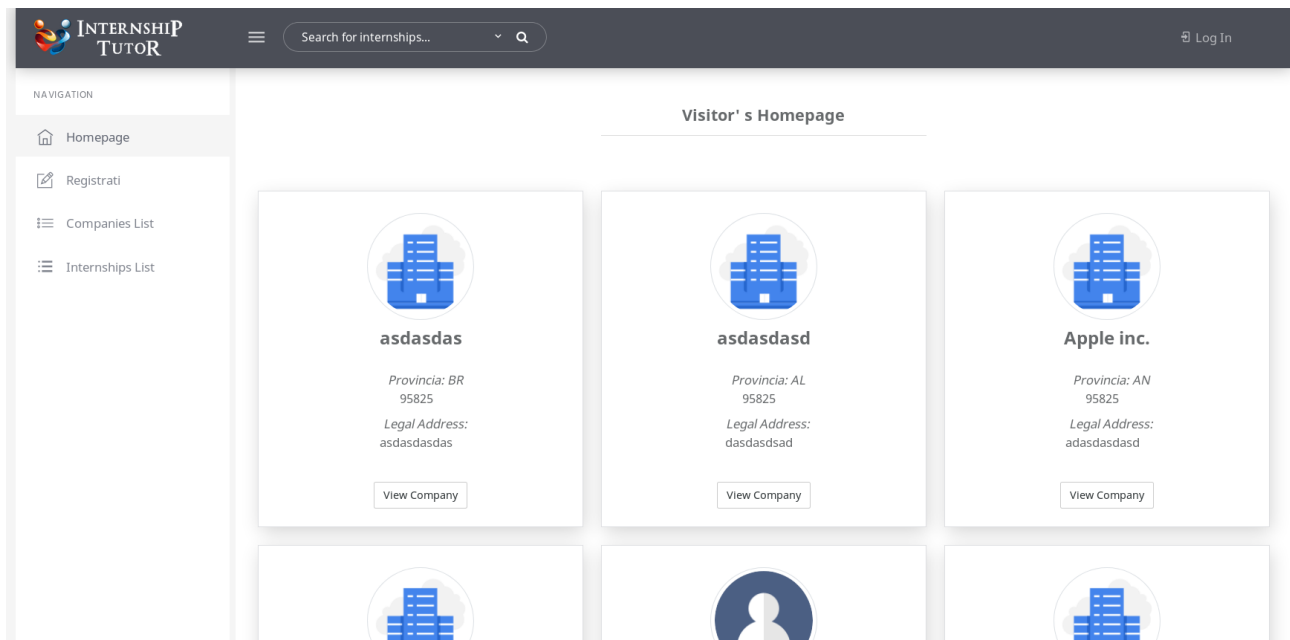 INTERNSHIP
TUTOR
Search for internships...
Log In
NAVIGATION
Homepage
Registrati
Companies List
Internships List
Visitor' s Homepage
asdasdas
Provincia: BR
95825
Legal Address:
asdasdasdas
View Company
asdasdasd
Provincia: AL
95825
Legal Address:
dasdasdsad
View Company
Apple inc.
Provincia: AN
95825
Legal Address:
adasdasdasd
View Company